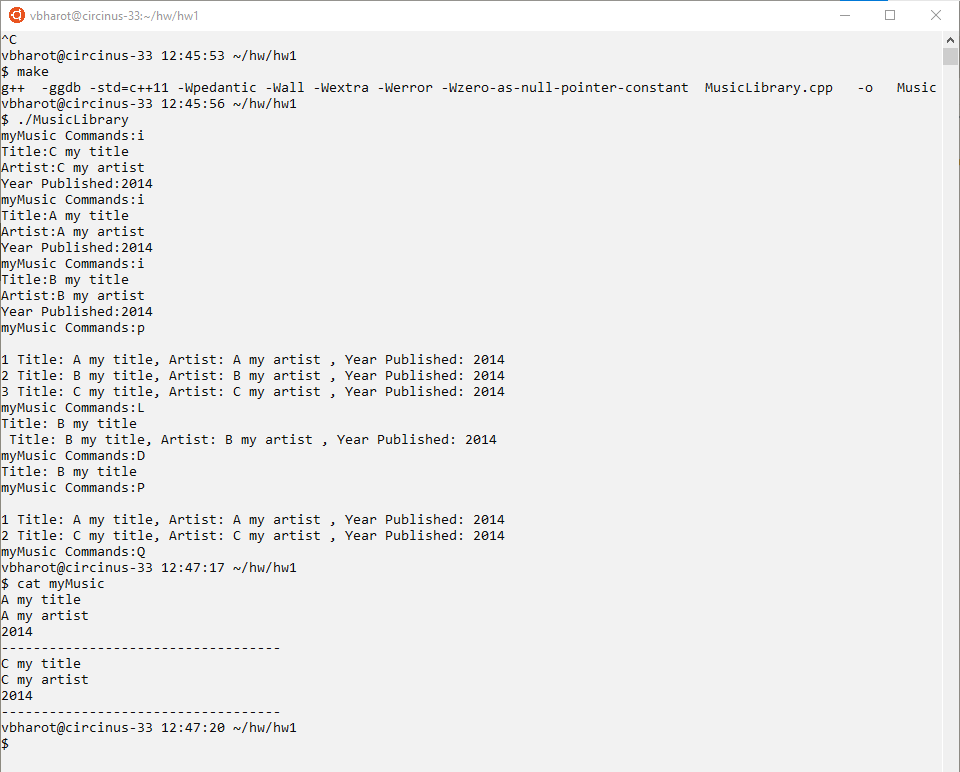 vbharot@circinus-33:~/hw/hw1
^C
vbharot@circinus-33 12:45:53 ~/hw/hw1
$ make
g++  -ggdb -std=c++11 -Wpedantic -Wall -Wextra -Werror -Wzero-as-null-pointer-constant  MusicLibrary.cpp   -o   Music
vbharot@circinus-33 12:45:56 ~/hw/hw1
$ ./MusicLibrary
myMusic Commands:i
Title:C my title
Artist:C my artist
Year Published:2014
myMusic Commands:i
Title:A my title
Artist:A my artist
Year Published:2014
myMusic Commands:i
Title:B my title
Artist:B my artist
Year Published:2014
myMusic Commands:p

1 Title: A my title, Artist: A my artist , Year Published: 2014
2 Title: B my title, Artist: B my artist , Year Published: 2014
3 Title: C my title, Artist: C my artist , Year Published: 2014
myMusic Commands:L
Title: B my title
 Title: B my title, Artist: B my artist , Year Published: 2014
myMusic Commands:D
Title: B my title
myMusic Commands:P

1 Title: A my title, Artist: A my artist , Year Published: 2014
2 Title: C my title, Artist: C my artist , Year Published: 2014
myMusic Commands:Q
vbharot@circinus-33 12:47:17 ~/hw/hw1
$ cat myMusic
A my title
A my artist
2014
-----------------------------------
C my title
C my artist
2014
-----------------------------------
vbharot@circinus-33 12:47:20 ~/hw/hw1
$